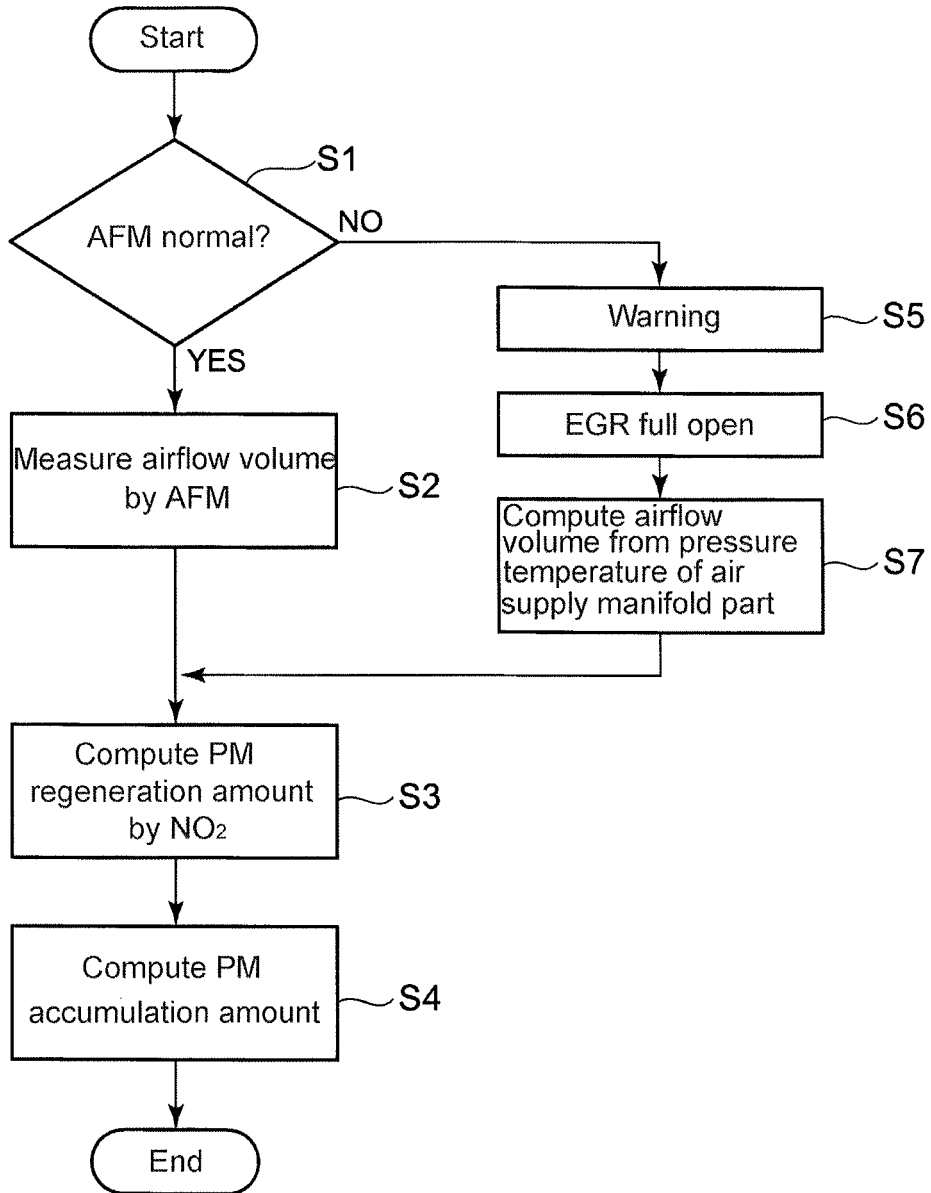 Start
S1
AFM normal?
NO
YES
Warning
S5
EGR full open
S6
Measure airflow volume
by AFM
S2
Compute airflow
volume from pressure
temperature of air
supply manifold part
S7
Compute PM
regeneration amount
by NO2
S3
Compute PM
accumulation amount
S4
End